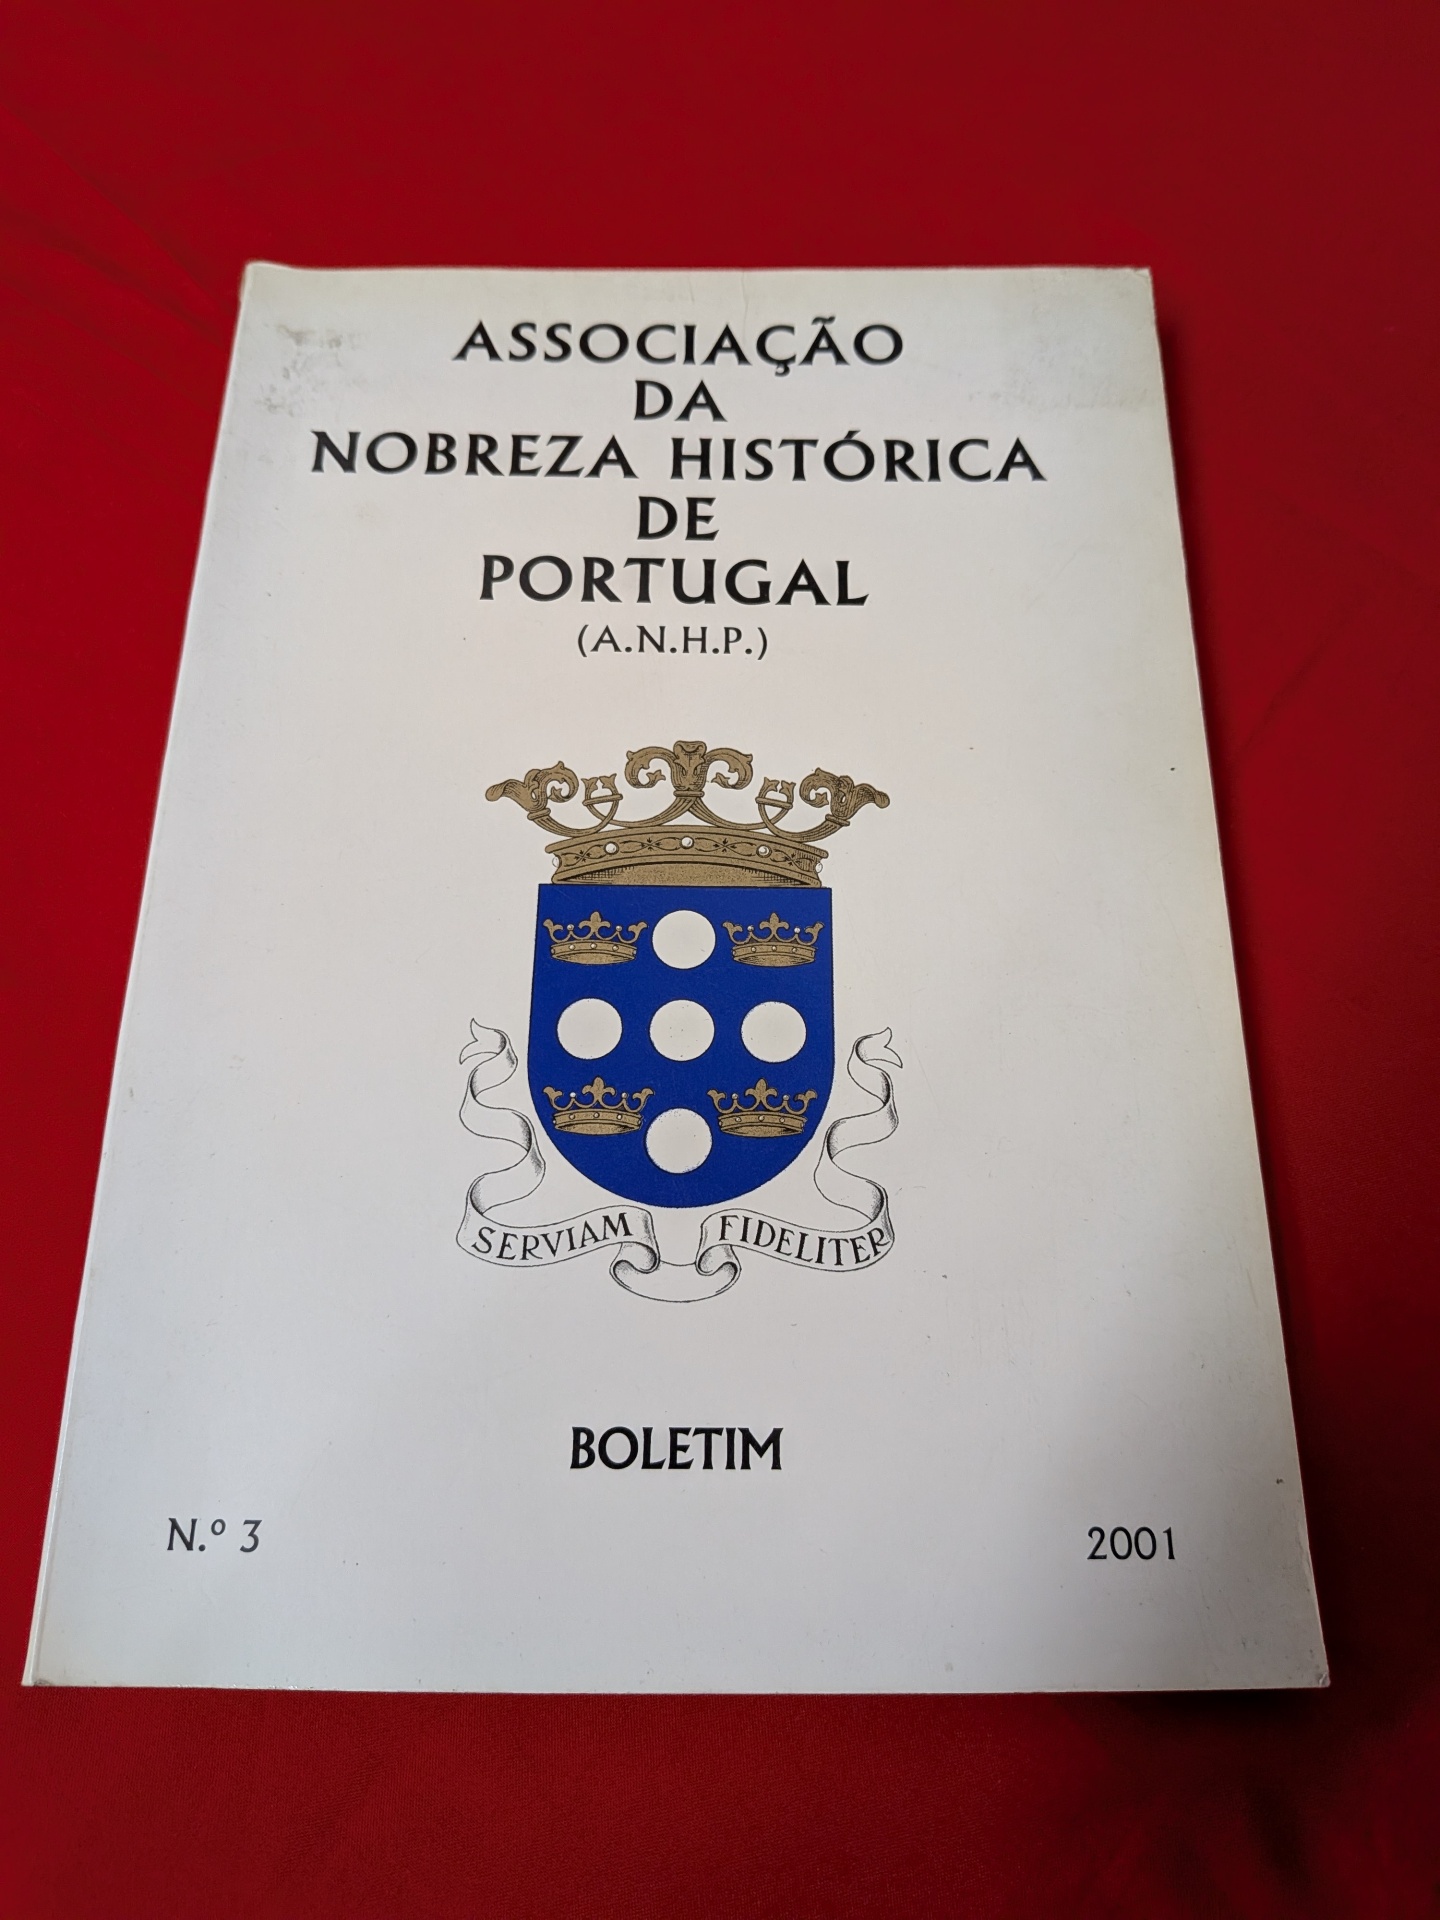 ASSOCIAÇÃO
DA
NOBREZA HISTÓRICA
DE
PORTUGAL
(A.N.H.P.)
SERVIAM FIDELITER
BOLETIM
N.º 3 2001